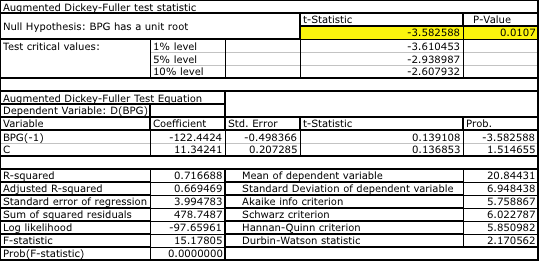 Augmented Dickey-Fuller test statistic
t-Statistic P-Value
Null Hypothesis: BPG has a unit root
-3.582588 0.0107
Test critical values: 1% level -3.610453
5% level -2.938987
10% level -2.607932
Augmented Dickey-Fuller Test Equation
Dependent Variable: D(BPG)
Variable Coefficient Std. Error t-Statistic Prob.
BPG(-1) -122.4424 -0.498366 0.139108 -3.582588
C 11.34241 0.207285 0.136853 1.514655
R-squared 0.716688 Mean of dependent variable 20.84431
Adjusted R-squared 0.669469 Standard Deviation of dependent variable 6.948438
Standard error of regression 3.994783 Akaike info criterion 5.758867
Sum of squared residuals 478.7487 Schwarz criterion 6.022787
Log likelihood -97.65961 Hannan-Quinn criterion 5.850982
F-statistic 15.17805 Durbin-Watson statistic 2.170562
Prob(F-statistic) 0.0000000